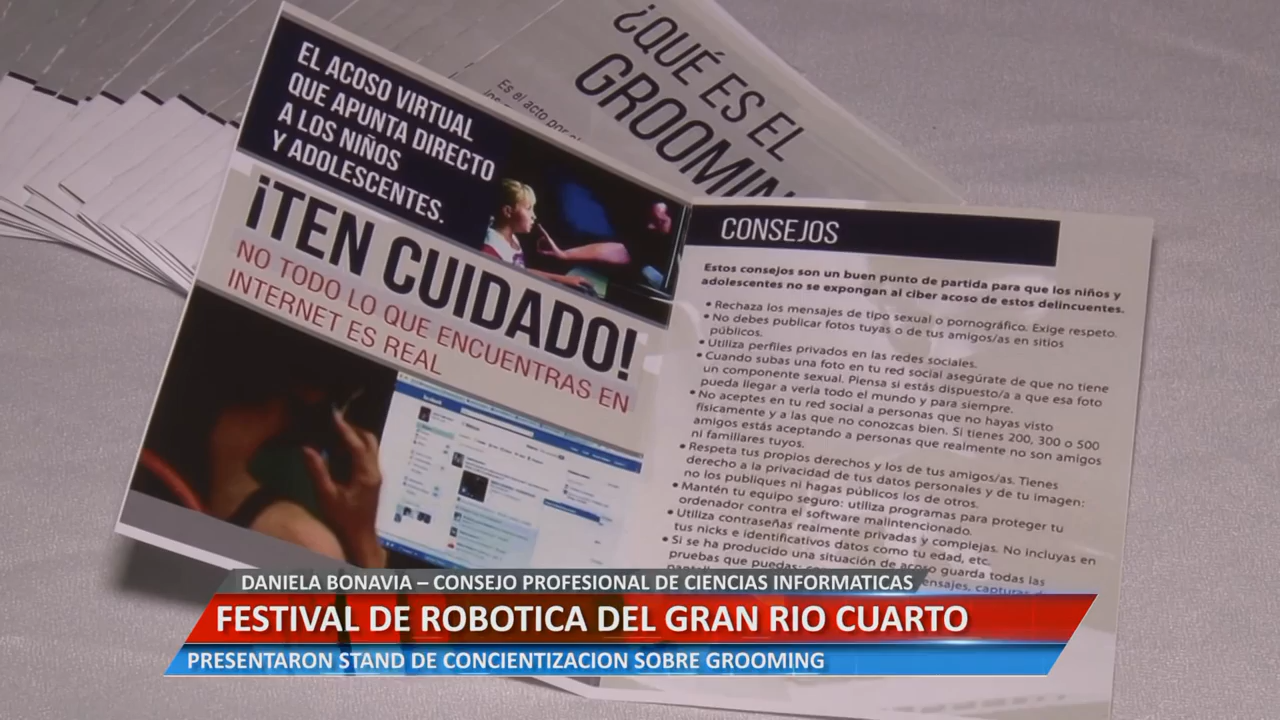 EL ACOSO VIRTUAL
QUE APUNTA DIRECTO
A LOS NIÑOS
Y ADOLESCENTES.
¡TEN CUIDADO!
NO TODO LO QUE ENCUENTRAS EN
INTERNET ES REAL
¿QUÉ ES EL
Es el acto por
CONSEJOS
Estos consejos son un buen punto de partida para que los niños y
adolescentes no se expongan al ciber acoso de estos delincuentes.
• Rechaza los mensajes de tipo sexual o pornográfico. Exige respeto.
• No debes publicar fotos tuyas o de tus amigos/as en sitios
públicos.
• Utiliza perfiles privados en las redes sociales.
• Cuando subas una foto en tu red social asegúrate de que no tiene
un componente sexual. Piensa si estás dispuesto/a a que esa foto
pueda llegar a verla todo el mundo y para siempre.
• No aceptes en tu red social a personas que no hayas visto
físicamente y a las que no conozcas bien. Si tienes 200, 300 o 500
amigos estás aceptando a personas que realmente no son amigos
ni familiares tuyos.
• Respeta tus propios derechos y los de tus amigos/as. Tienes
derecho a la privacidad de tus datos personales y de tu imagen:
no los publiques ni hagas públicos los de otros.
• Mantén tu equipo seguro: utiliza programas para proteger tu
ordenador contra el software malintencionado.
• Utiliza contraseñas realmente privadas y complejas. No incluyas en
tus nicks e identificativos datos como tu edad, etc.
• Si se ha producido una situación de acoso guarda todas las
pruebas que puedas:
DANIELA BONAVIA – CONSEJO PROFESIONAL DE CIENCIAS INFORMATICAS
FESTIVAL DE ROBOTICA DEL GRAN RIO CUARTO
PRESENTARON STAND DE CONCIENTIZACION SOBRE GROOMING